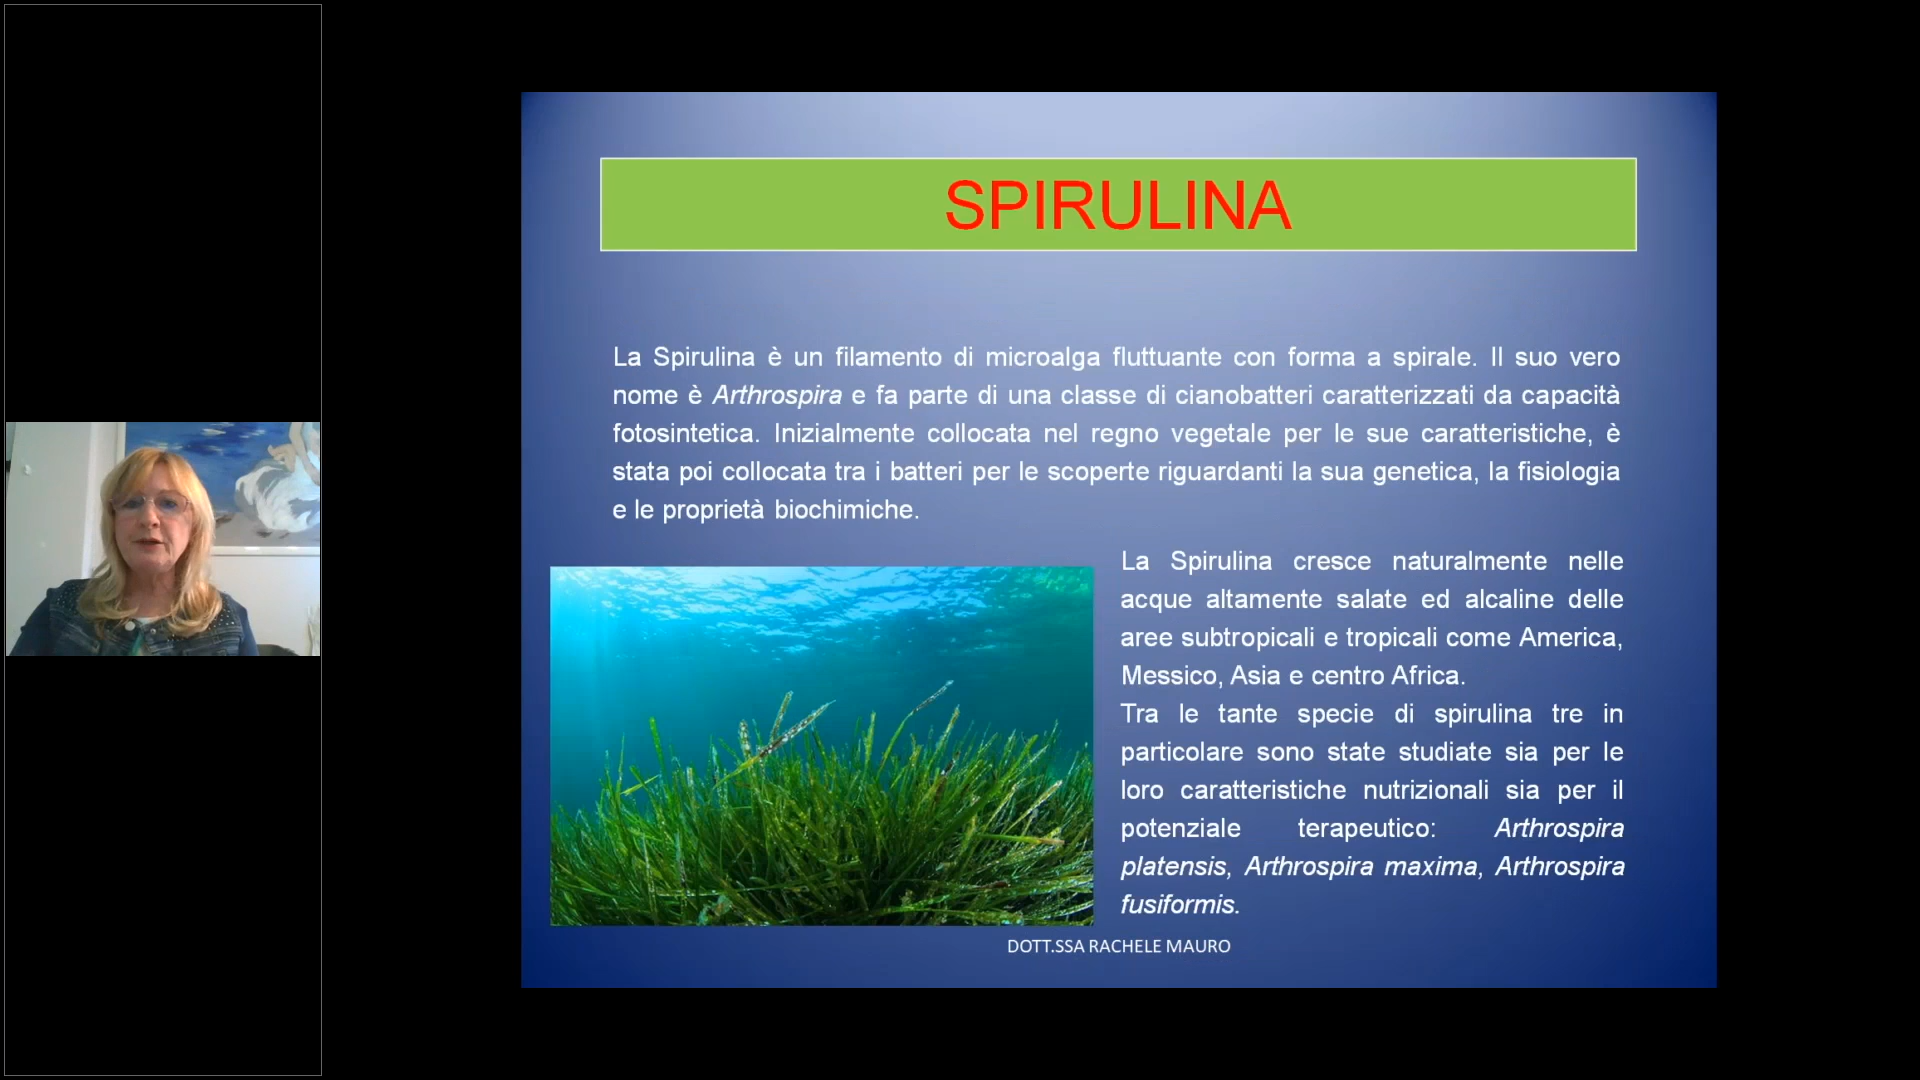 SPIRULINA
La Spirulina è un filamento di microalga fluttuante con forma a spirale. Il suo vero
nome è Arthrospira e fa parte di una classe di cianobatteri caratterizzati da capacità
fotosintetica. Inizialmente collocata nel regno vegetale per le sue caratteristiche, è
stata poi collocata tra i batteri per le scoperte riguardanti la sua genetica, la fisiologia
e le proprietà biochimiche.
La Spirulina cresce naturalmente nelle
acque altamente salate ed alcaline delle
aree subtropicali e tropicali come America,
Messico, Asia e centro Africa.
Tra le tante specie di spirulina tre in
particolare sono state studiate sia per le
loro caratteristiche nutrizionali sia per il
potenziale terapeutico: Arthrospira
platensis, Arthrospira maxima, Arthrospira
fusiformis.
DOTT.SSA RACHELE MAURO